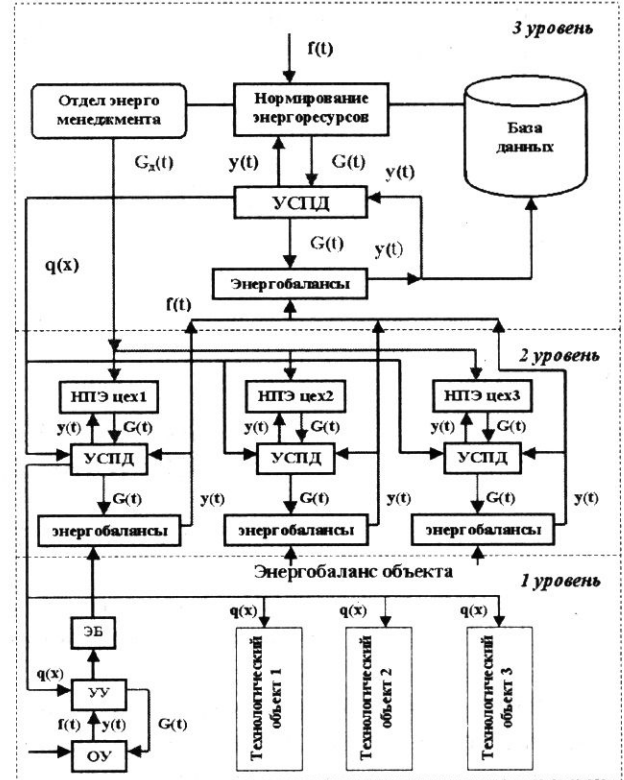 3 уровень
f(t)
Отдел энерго
менеджмента
Нормирование
энергоресурсов
База
данных
Gд(t)
y(t)
G(t)
y(t)
УСПД
q(x)
G(t)
y(t)
Энергобалансы
f(t)
2 уровень
НПЭ цех1
НПЭ цех2
НПЭ цех3
y(t)
G(t)
y(t)
G(t)
y(t)
G(t)
УСПД
УСПД
УСПД
G(t)
y(t)
G(t)
y(t)
G(t)
y(t)
энергобалансы
энергобалансы
энергобалансы
Энергобаланс объекта
1 уровень
q(x)
q(x)
q(x)
ЭБ
Технологический
объект 1
Технологический
объект 2
Технологический
объект 3
q(x)
УУ
f(t)
y(t)
G(t)
ОУ